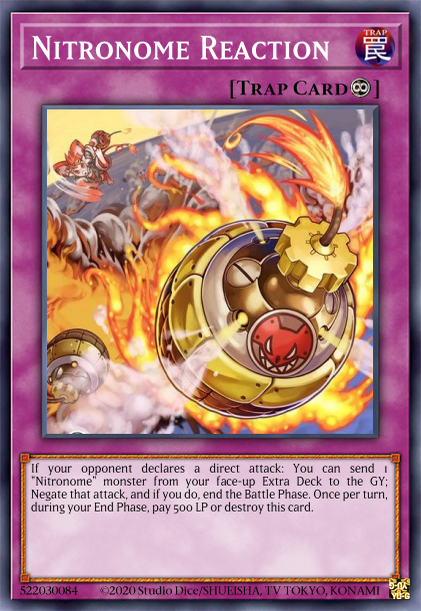 Nitronome Reaction
TRAP
罠
[Trap Card∞]
If your opponent declares a direct attack: You can send 1
"Nitronome" monster from your face-up Extra Deck to the GY;
Negate that attack, and if you do, end the Battle Phase. Once per turn,
during your End Phase, pay 500 LP or destroy this card.
522030084 ©2020 Studio Dice/SHUEISHA, TV TOKYO, KONAMI